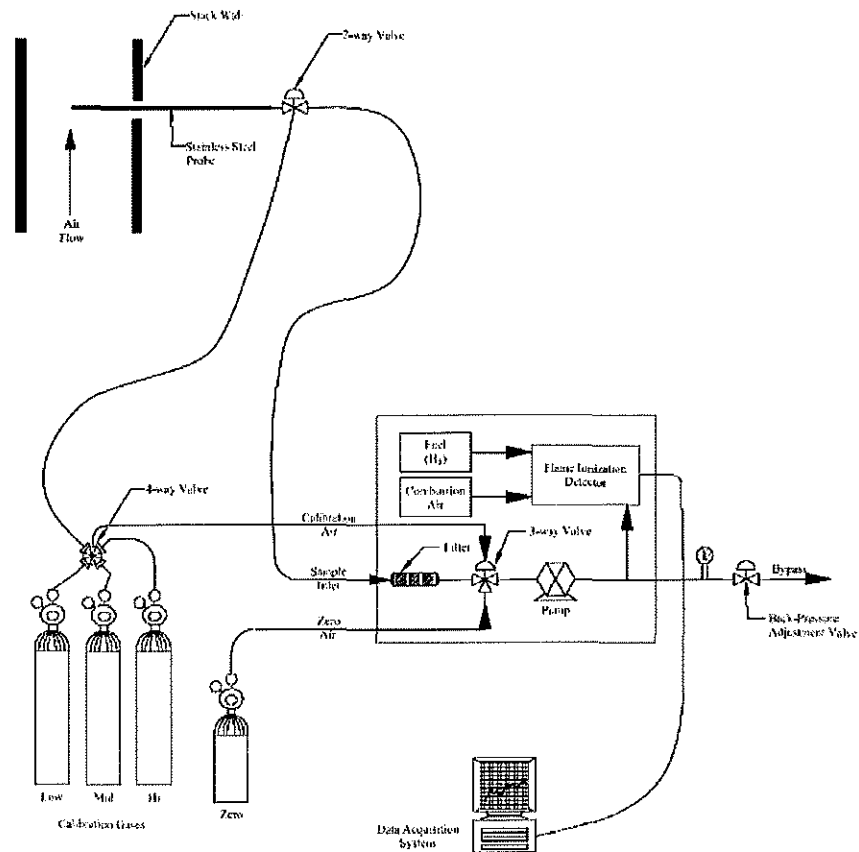 Stack Wall
2-way Valve
Stainless Steel
Probe
Air
Flow
Fuel
(H₂)
Flame Ionization
Detector
Combustion
Air
4-way Valve
Calibration
Air
Filter
3-way Valve
Sample
Inlet
Pump
Bypass
Zero
Air
Back-Pressure
Adjustment Valve
Low
Mid
Hi
Calibration Gases
Zero
Data Acquisition
System